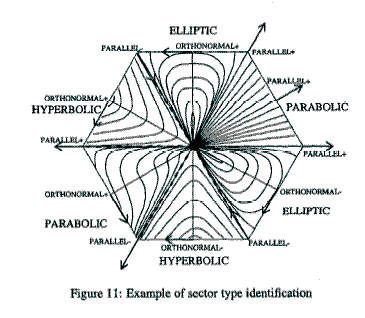 ELLIPTIC
PARALLEL-
ORTHONORMAL+
PARALLEL+
PARALLEL+
ORTHONORMAL+
HYPERBOLIC
PARABOLIC
PARALLEL+
PARALLEL+
ORTHONORMAL+
ORTHONORMAL-
ELLIPTIC
PARABOLIC
PARALLEL-
ORTHONORMAL-
PARALLEL-
HYPERBOLIC
Figure 11: Example of sector type identification